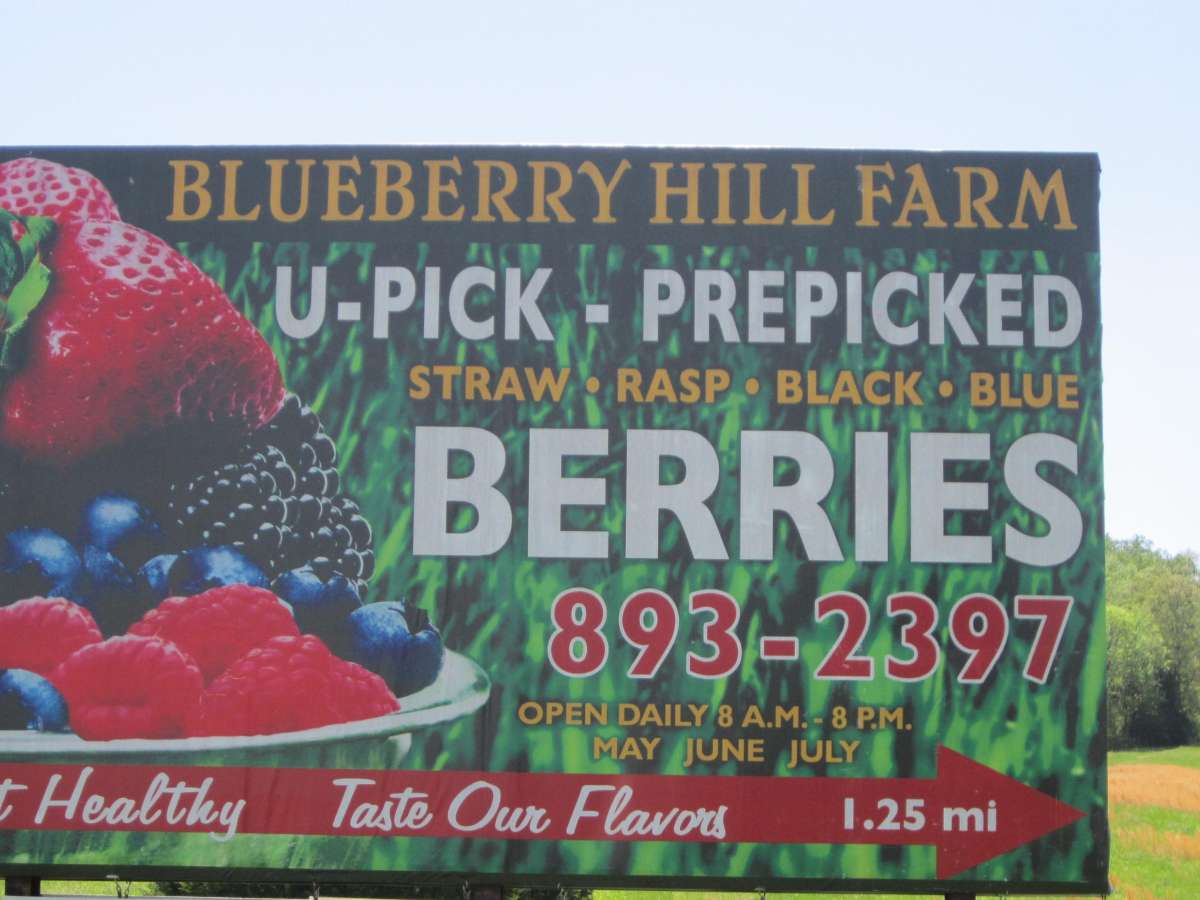 BLUEBERRY HILL FARM
U-PICK - PREPICKED
STRAW • RASP • BLACK • BLUE
BERRIES
893-2397
OPEN DAILY 8 A.M. - 8 P.M.
MAY JUNE JULY
Healthy Taste Our Flavors 1.25 mi